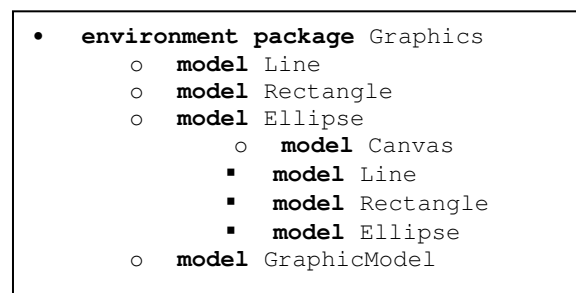 • environment package Graphics
o model Line
o model Rectangle
o model Ellipse
o model Canvas
▪ model Line
▪ model Rectangle
▪ model Ellipse
o model GraphicModel